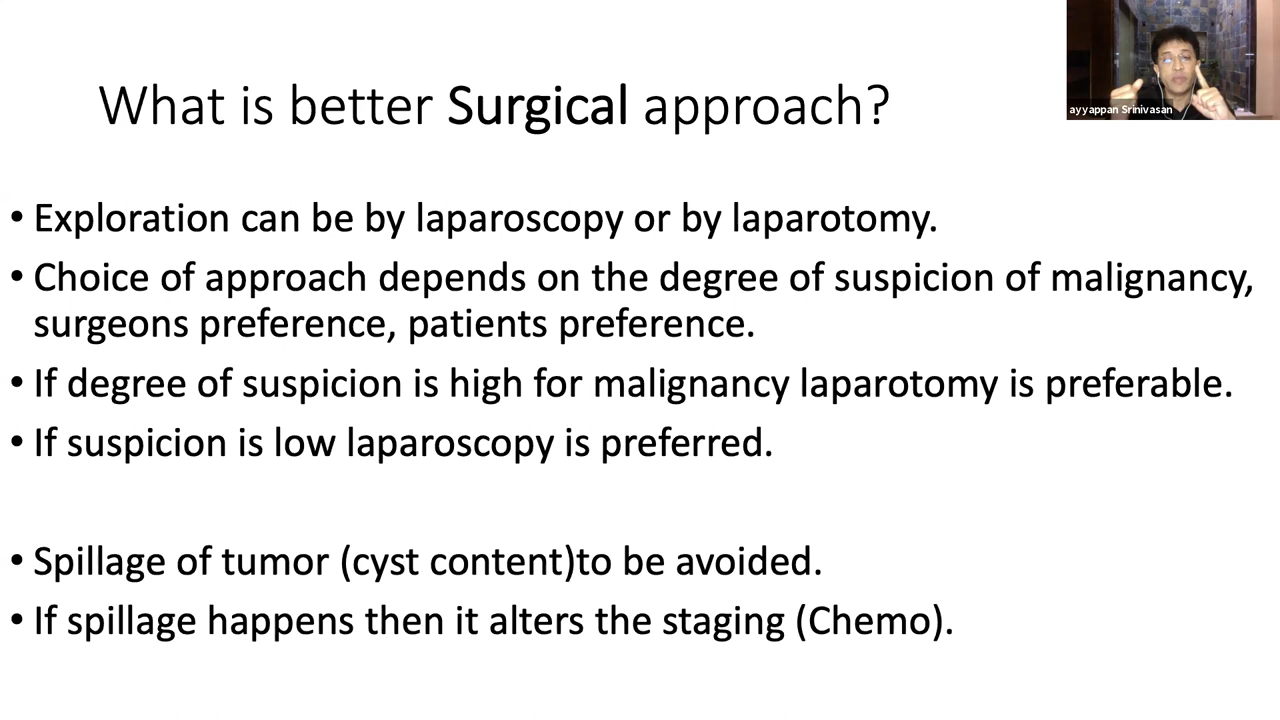 What is better Surgical approach?
ayyappan Srinivasan
• Exploration can be by laparoscopy or by laparotomy.
• Choice of approach depends on the degree of suspicion of malignancy,
surgeons preference, patients preference.
• If degree of suspicion is high for malignancy laparotomy is preferable.
• If suspicion is low laparoscopy is preferred.
• Spillage of tumor (cyst content)to be avoided.
• If spillage happens then it alters the staging (Chemo).